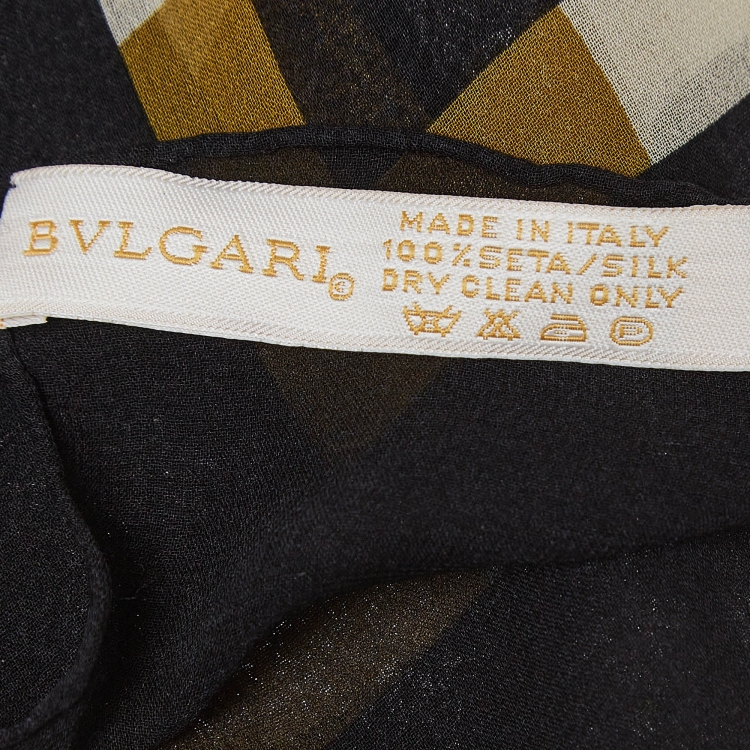 BVLGARI
MADE IN ITALY
100% SETA/SILK
DRY CLEAN ONLY
P